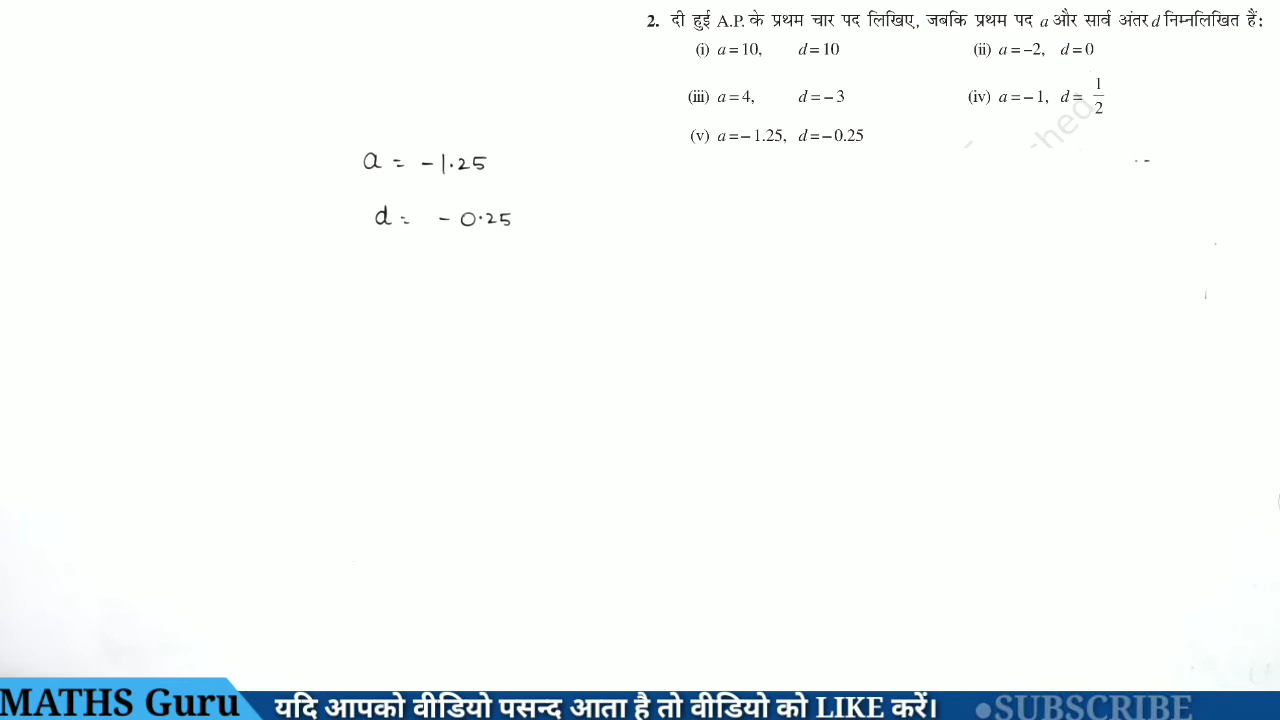 2. दी हुई A.P. के प्रथम चार पद लिखिए, जबकि प्रथम पद a और सार्व अंतर d निम्नलिखित हैं:
(i) a = 10, d = 10 (ii) a = –2, d = 0
(iii) a = 4, d = – 3 (iv) a = – 1, d = 1/2
(v) a = – 1.25, d = – 0.25
a = - 1.25
d = - 0.25
MATHS Guru यदि आपको वीडियो पसन्द आता है तो वीडियो को LIKE करें। ●SUBSCRIBE